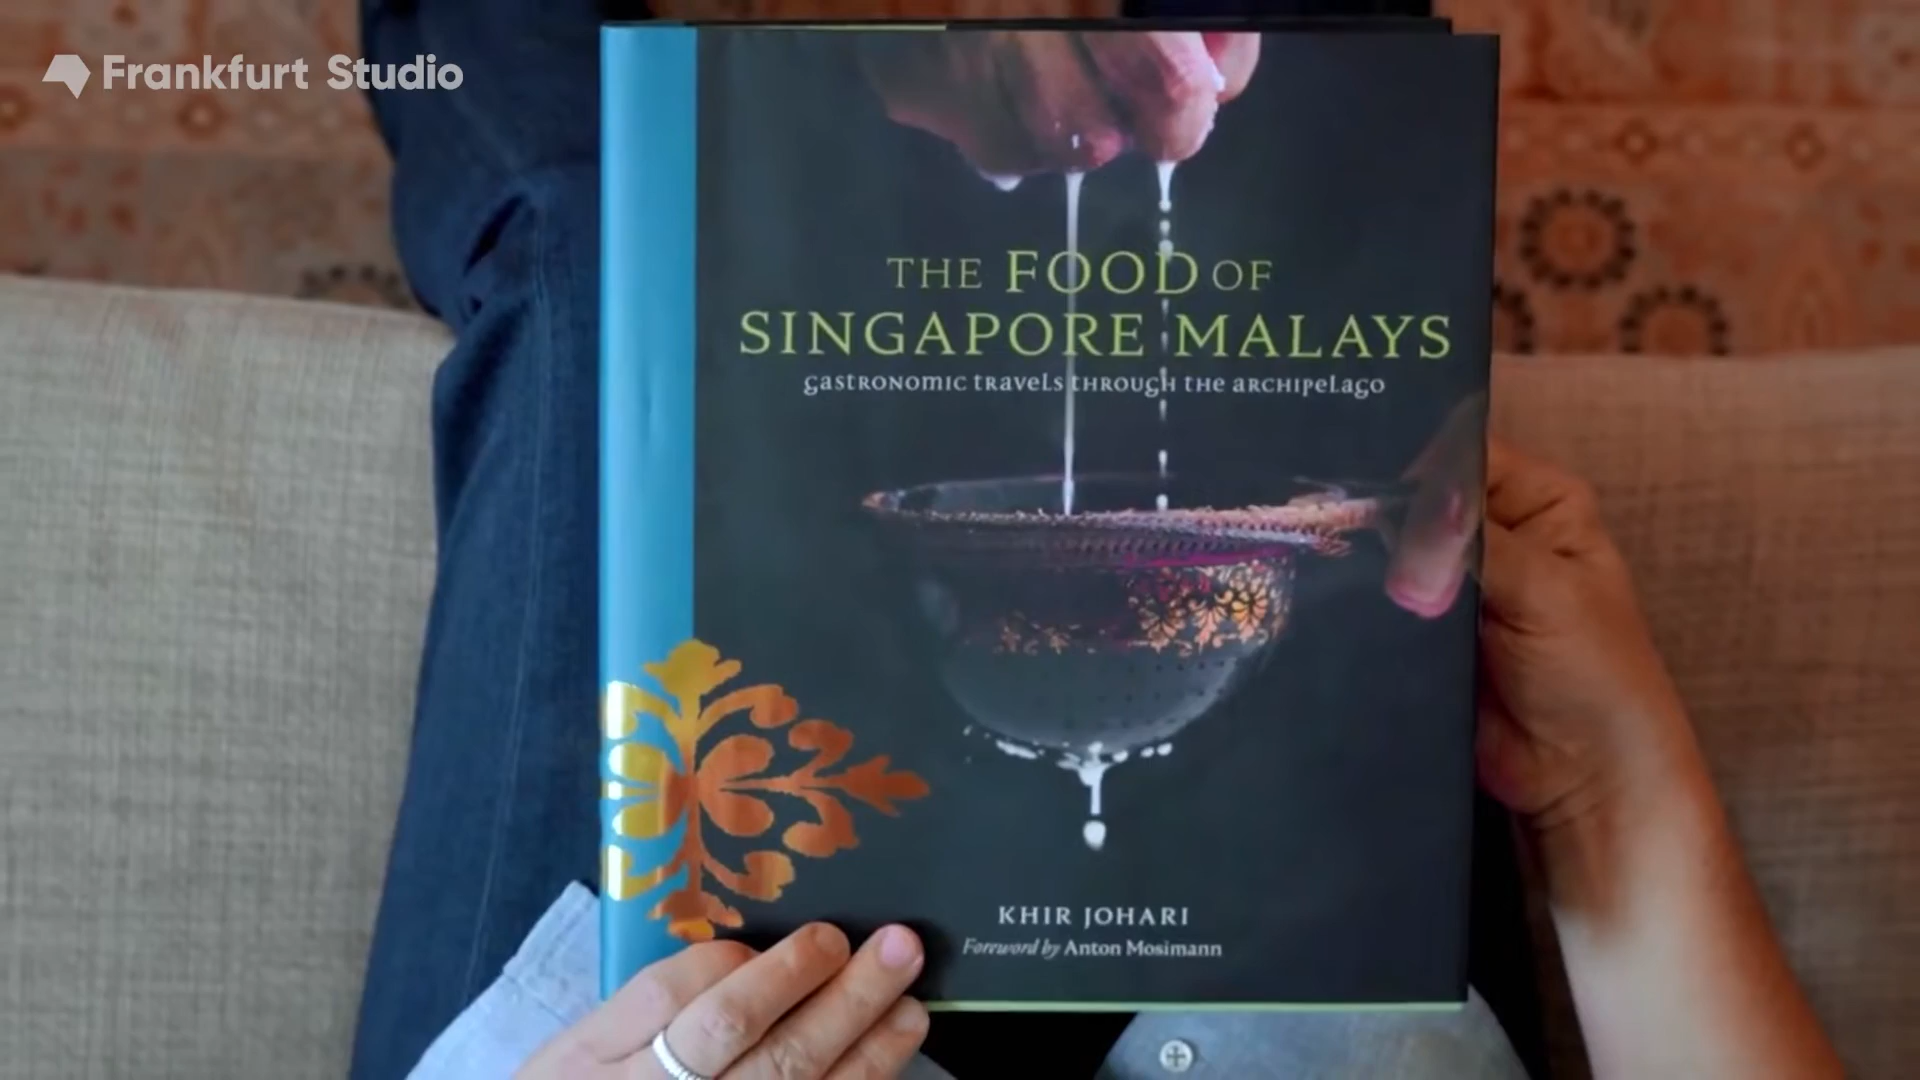 Frankfurt Studio
THE FOOD OF
SINGAPORE MALAYS
gastronomic travels through the archipelago
KHIR JOHARI
Foreword by Anton Mosimann